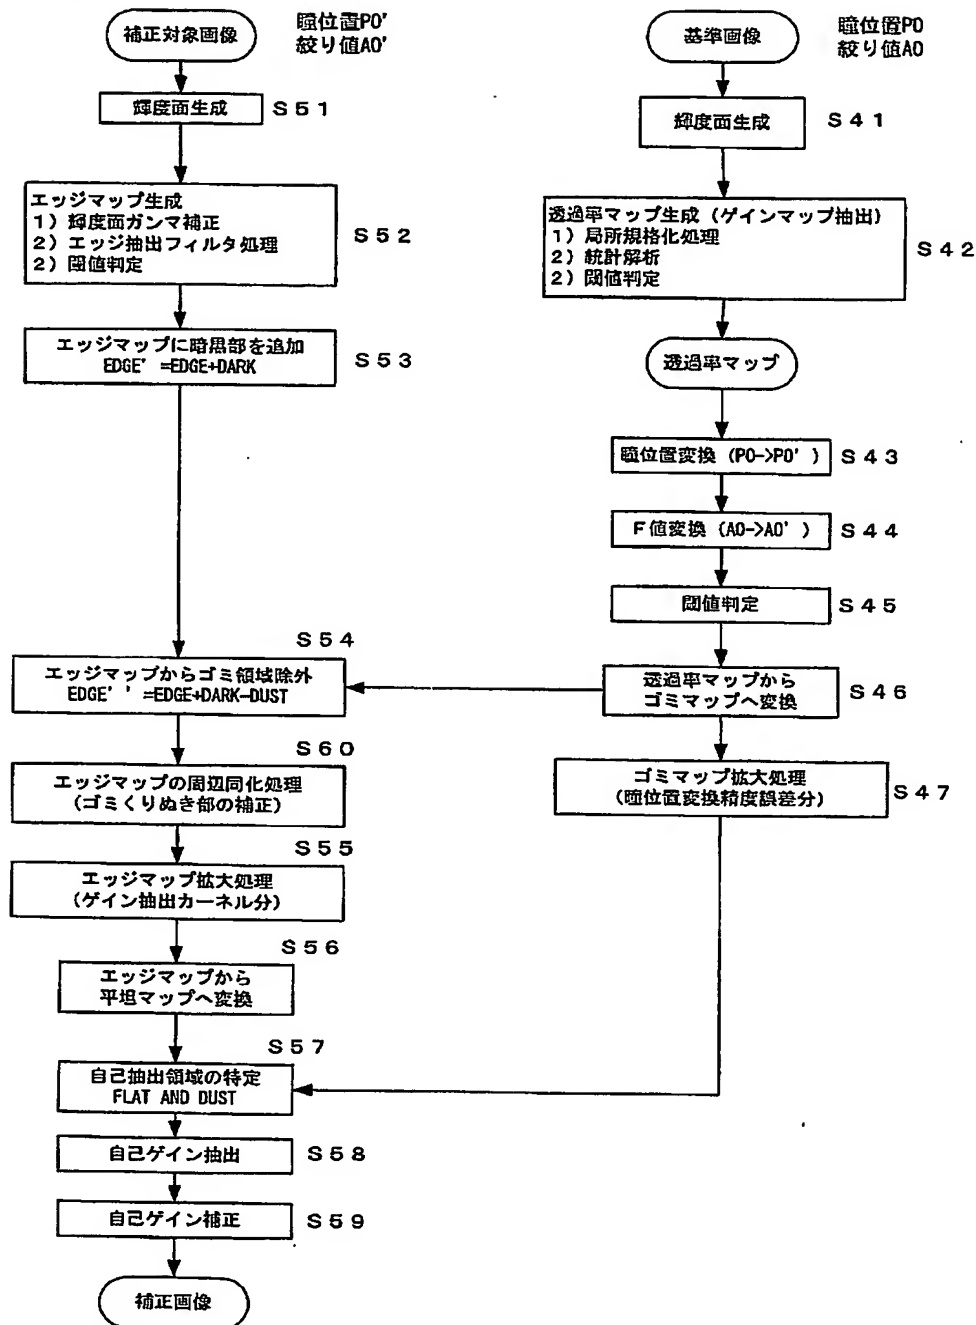 補正対象画像
瞳位置P0'
絞り値A0'
輝度面生成
S51
エッジマップ生成
1) 輝度面ガンマ補正
2) エッジ抽出フィルタ処理
2) 閾値判定
S52
エッジマップに暗黒部を追加
EDGE' =EDGE+DARK
S53
基準画像
瞳位置P0
絞り値A0
輝度面生成
S41
透過率マップ生成 (ゲインマップ抽出)
1) 局所規格化処理
2) 統計解析
2) 閾値判定
S42
透過率マップ
瞳位置変換 (P0->P0' )
S43
F値変換 (A0->A0' )
S44
閾値判定
S45
透過率マップから
ゴミマップへ変換
S46
ゴミマップ拡大処理
(瞳位置変換精度誤差分)
S47
S54
エッジマップからゴミ領域除外
EDGE' ' =EDGE+DARK-DUST
S60
エッジマップの周辺同化処理
(ゴミくりぬき部の補正)
S55
エッジマップ拡大処理
(ゲイン抽出カーネル分)
S56
エッジマップから
平坦マップへ変換
S57
自己抽出領域の特定
FLAT AND DUST
自己ゲイン抽出
S58
自己ゲイン補正
S59
補正画像